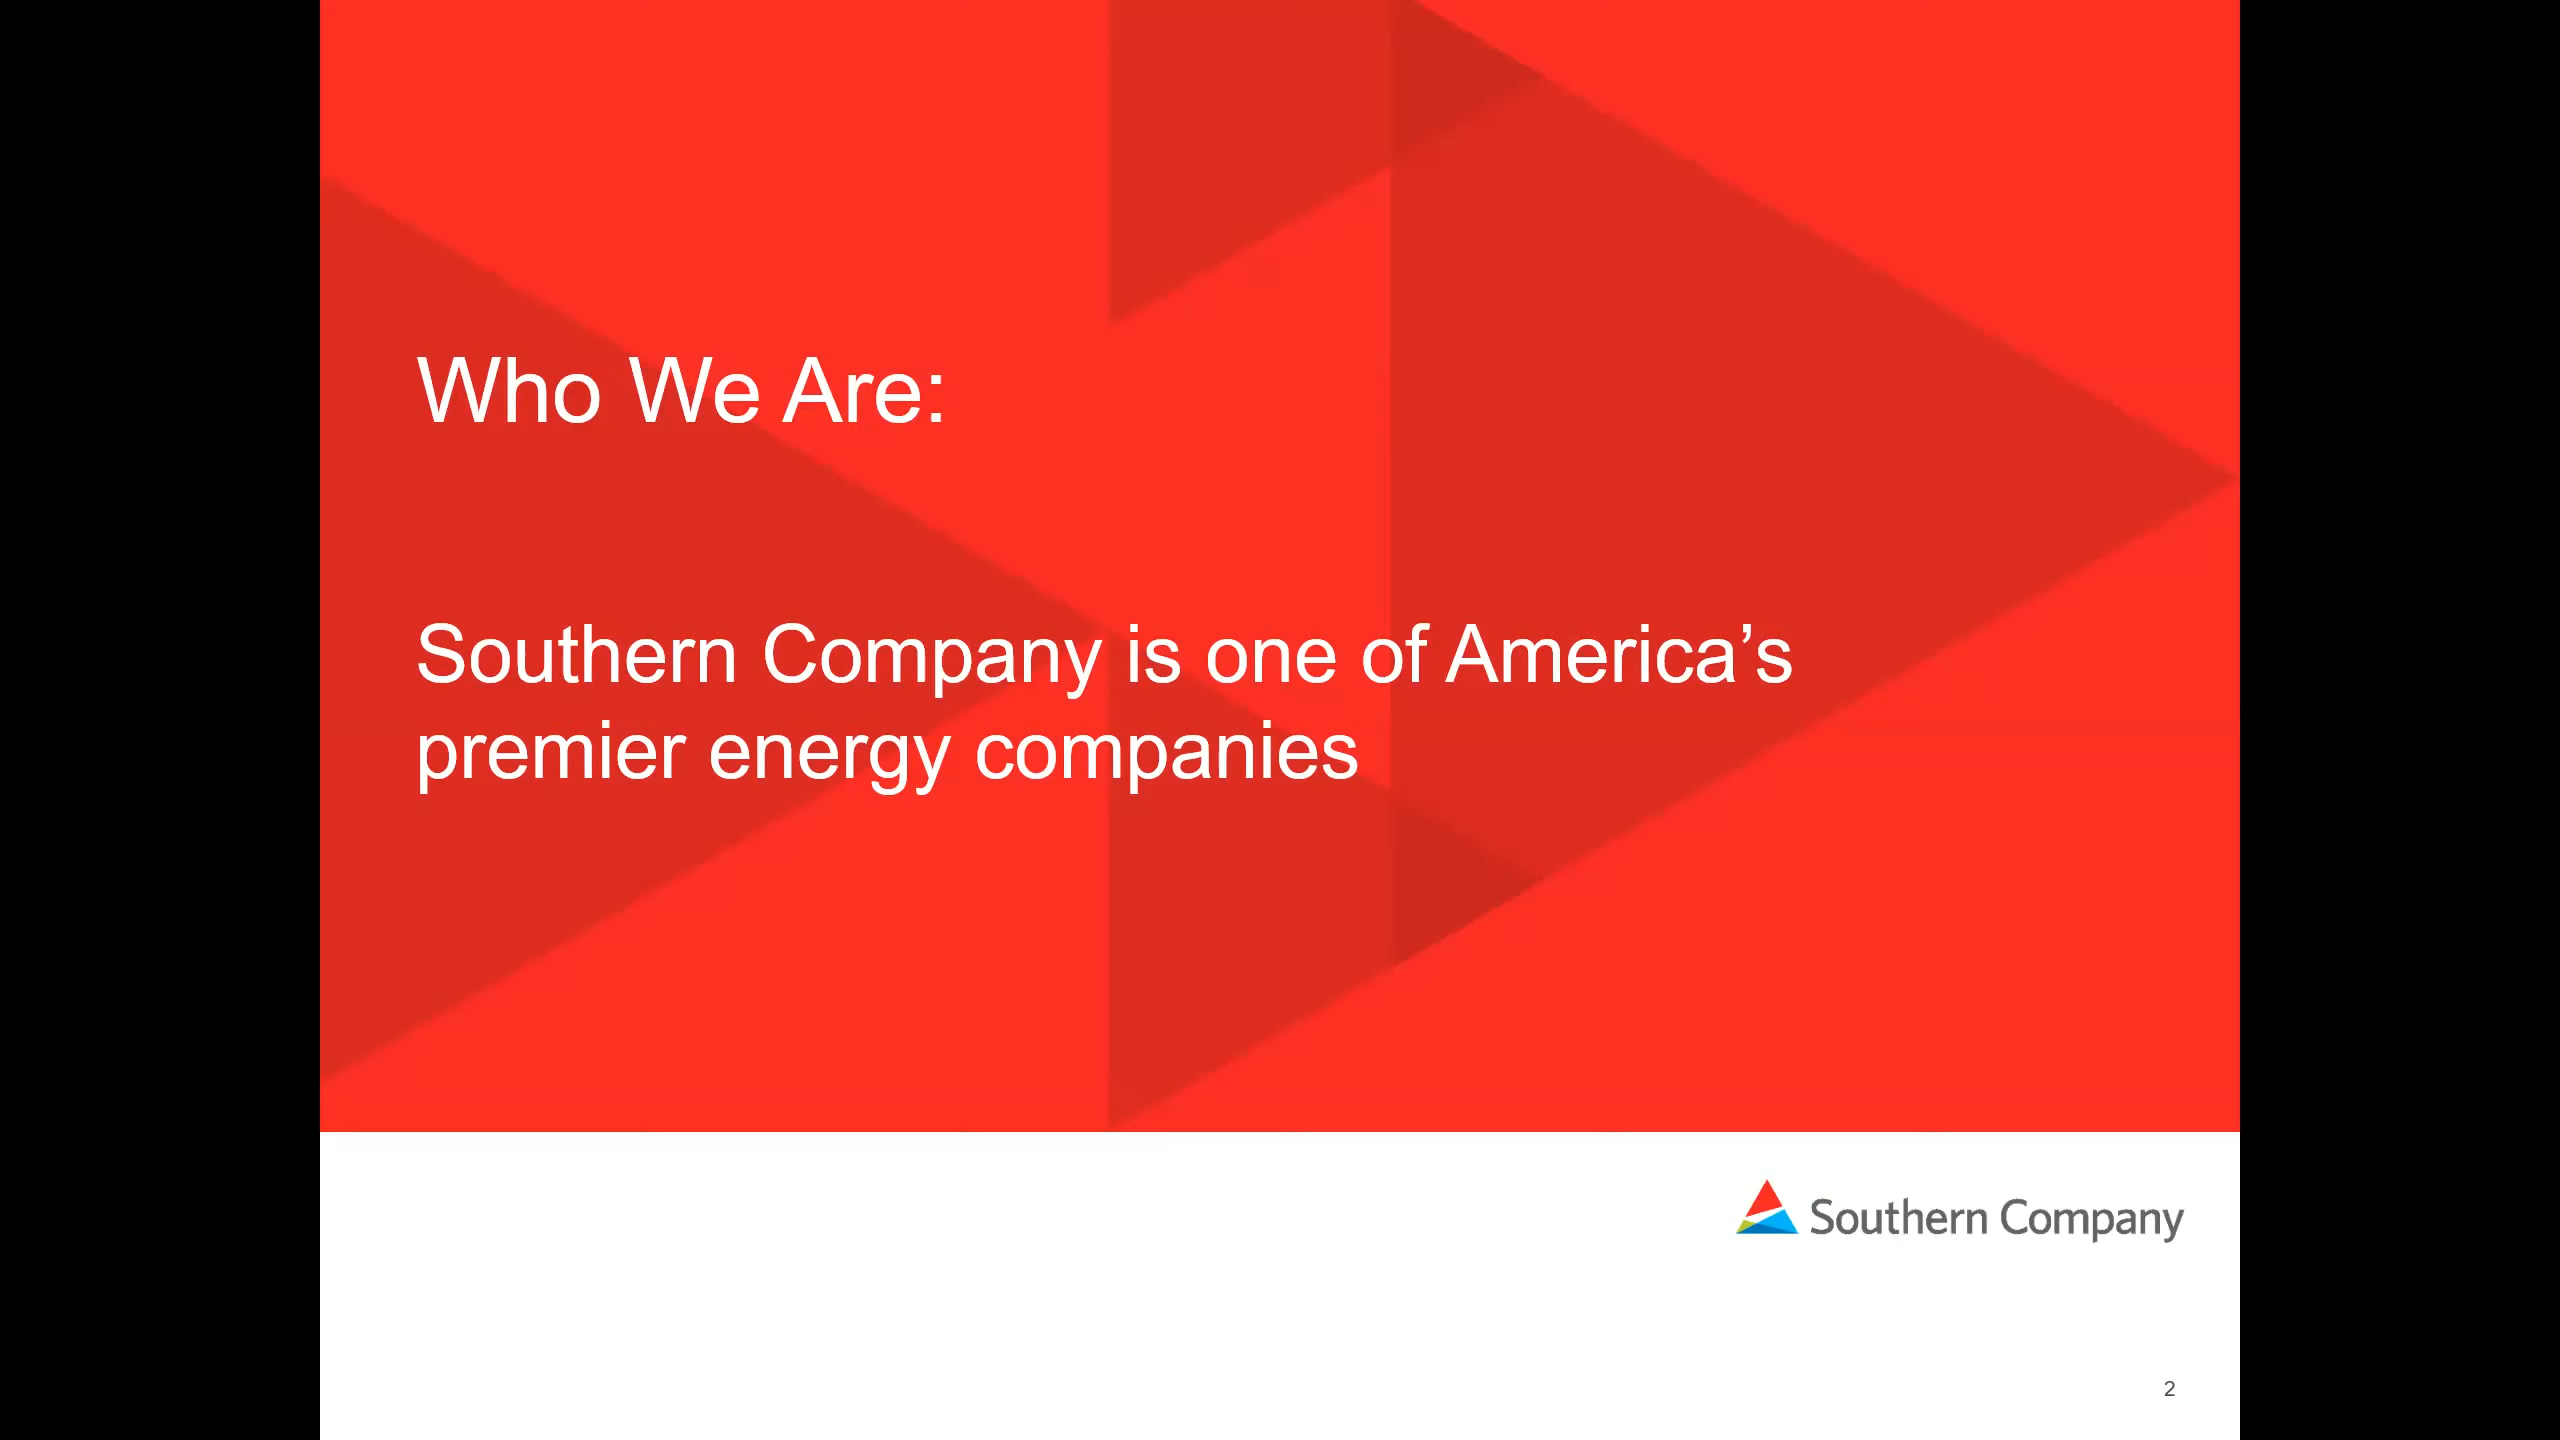 Who We Are:
Southern Company is one of America’s
premier energy companies
Southern Company
2